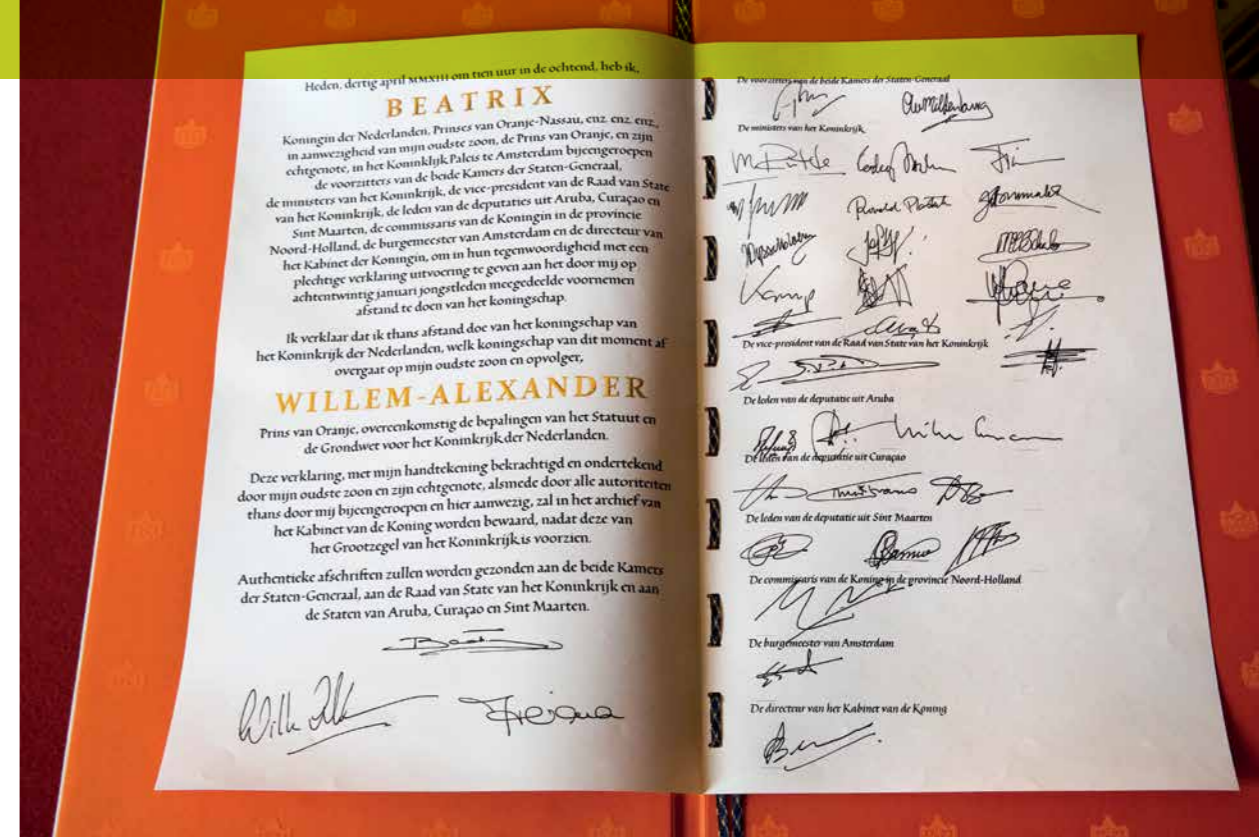 Heden, dertig april MMXIII om tien uur in de ochtend, heb ik,
BEATRIX
Koningin der Nederlanden, Prinses van Oranje-Nassau, enz. enz. enz.,
in aanwezigheid van mijn oudste zoon, de Prins van Oranje, en zijn
echtgenote, in het Koninklijk Paleis te Amsterdam bijeengeroepen
de voorzitters van de beide Kamers der Staten-Generaal,
de ministers van het Koninkrijk, de vice-president van de Raad van State
van het Koninkrijk, de leden van de deputaties uit Aruba, Curaçao en
Sint Maarten, de commissaris van de Koningin in de provincie
Noord-Holland, de burgemeester van Amsterdam en de directeur van
het Kabinet der Koningin, om in hun tegenwoordigheid met een
plechtige verklaring uitvoering te geven aan het door mij op
achtentwintig januari jongstleden meegedeelde voornemen
afstand te doen van het koningschap.
Ik verklaar dat ik thans afstand doe van het koningschap van
het Koninkrijk der Nederlanden, welk koningschap van dit moment af
overgaat op mijn oudste zoon en opvolger,
WILLEM-ALEXANDER
Prins van Oranje, overeenkomstig de bepalingen van het Statuut en
de Grondwet voor het Koninkrijk der Nederlanden.
Deze verklaring, met mijn handtekening bekrachtigd en ondertekend
door mijn oudste zoon en zijn echtgenote, alsmede door alle autoriteiten
thans door mij bijeengeroepen en hier aanwezig, zal in het archief van
het Kabinet van de Koning worden bewaard, nadat deze van
het Grootzegel van het Koninkrijk is voorzien.
Authentieke afschriften zullen worden gezonden aan de beide Kamers
der Staten-Generaal, aan de Raad van State van het Koninkrijk en aan
de Staten van Aruba, Curaçao en Sint Maarten.
De voorzitters van de beide Kamers der Staten-Generaal
De ministers van het Koninkrijk
M Rutte
Ronald Plasterk
Kamp
De vice-president van de Raad van State van het Koninkrijk
De leden van de deputatie uit Aruba
De leden van de deputatie uit Curaçao
De leden van de deputatie uit Sint Maarten
De commissaris van de Koning in de provincie Noord-Holland
De burgemeester van Amsterdam
De directeur van het Kabinet van de Koning